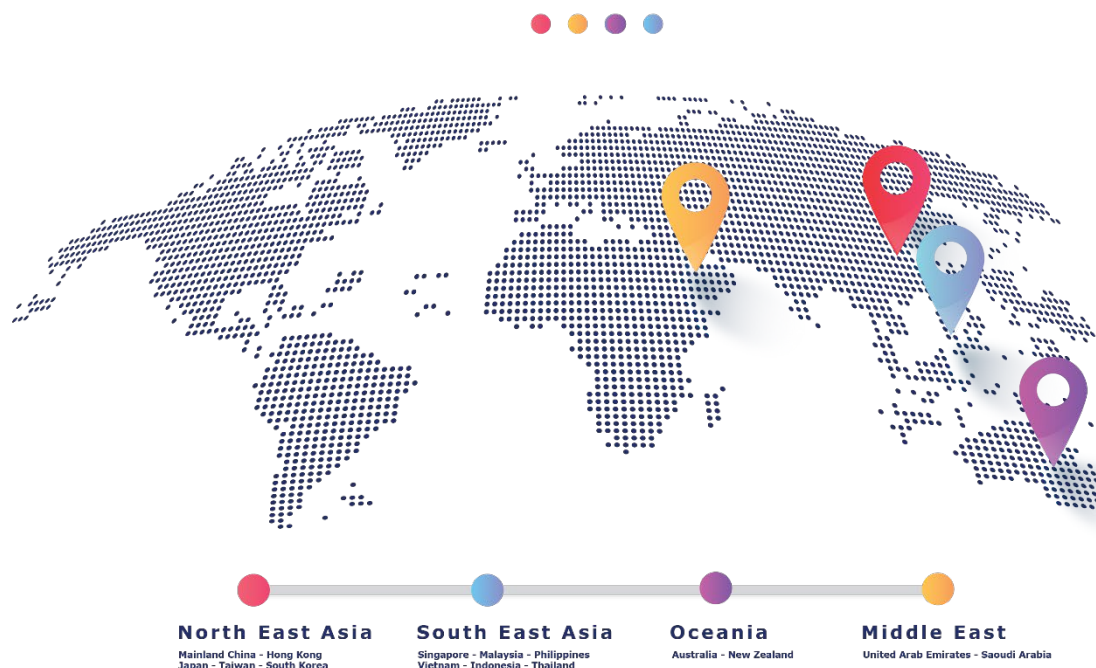 North East Asia
Mainland China - Hong Kong
Japan - Taiwan - South Korea
South East Asia
Singapore - Malaysia - Philippines
Vietnam - Indonesia - Thailand
Oceania
Australia - New Zealand
Middle East
United Arab Emirates - Saoudi Arabia